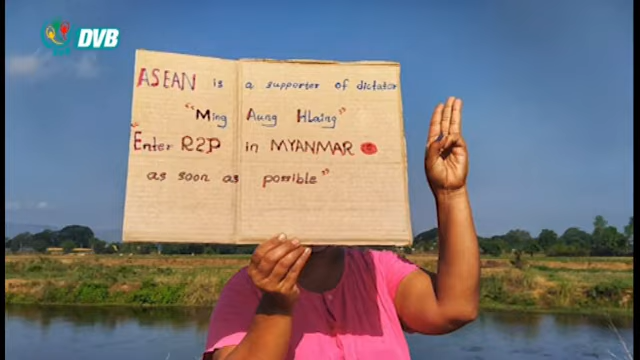 DVB
ASEAN is a supporter of dictator
"Ming Aung Hlaing"
"Enter R2P in MYANMAR
as soon as possible"